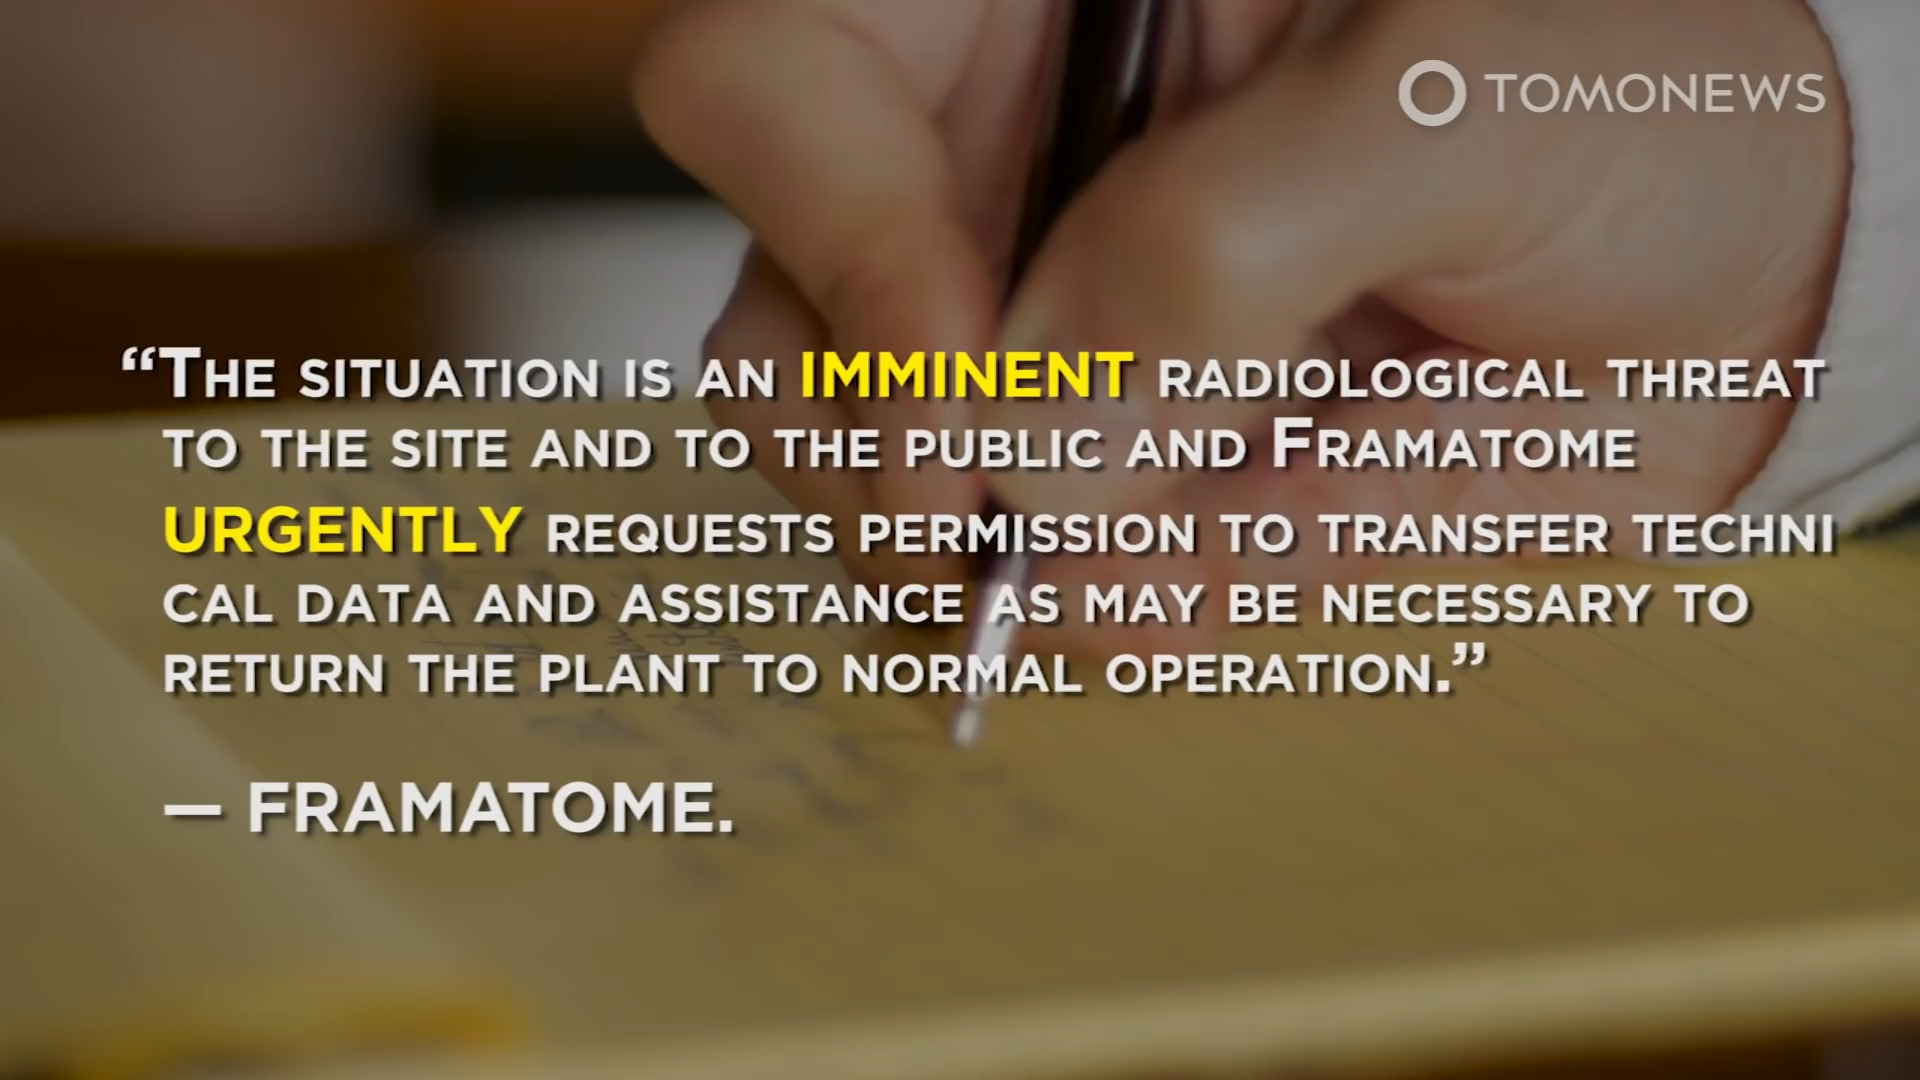 TOMONEWS
“THE SITUATION IS AN IMMINENT RADIOLOGICAL THREAT
TO THE SITE AND TO THE PUBLIC AND FRAMATOME
URGENTLY REQUESTS PERMISSION TO TRANSFER TECHNI
CAL DATA AND ASSISTANCE AS MAY BE NECESSARY TO
RETURN THE PLANT TO NORMAL OPERATION.”
— FRAMATOME.